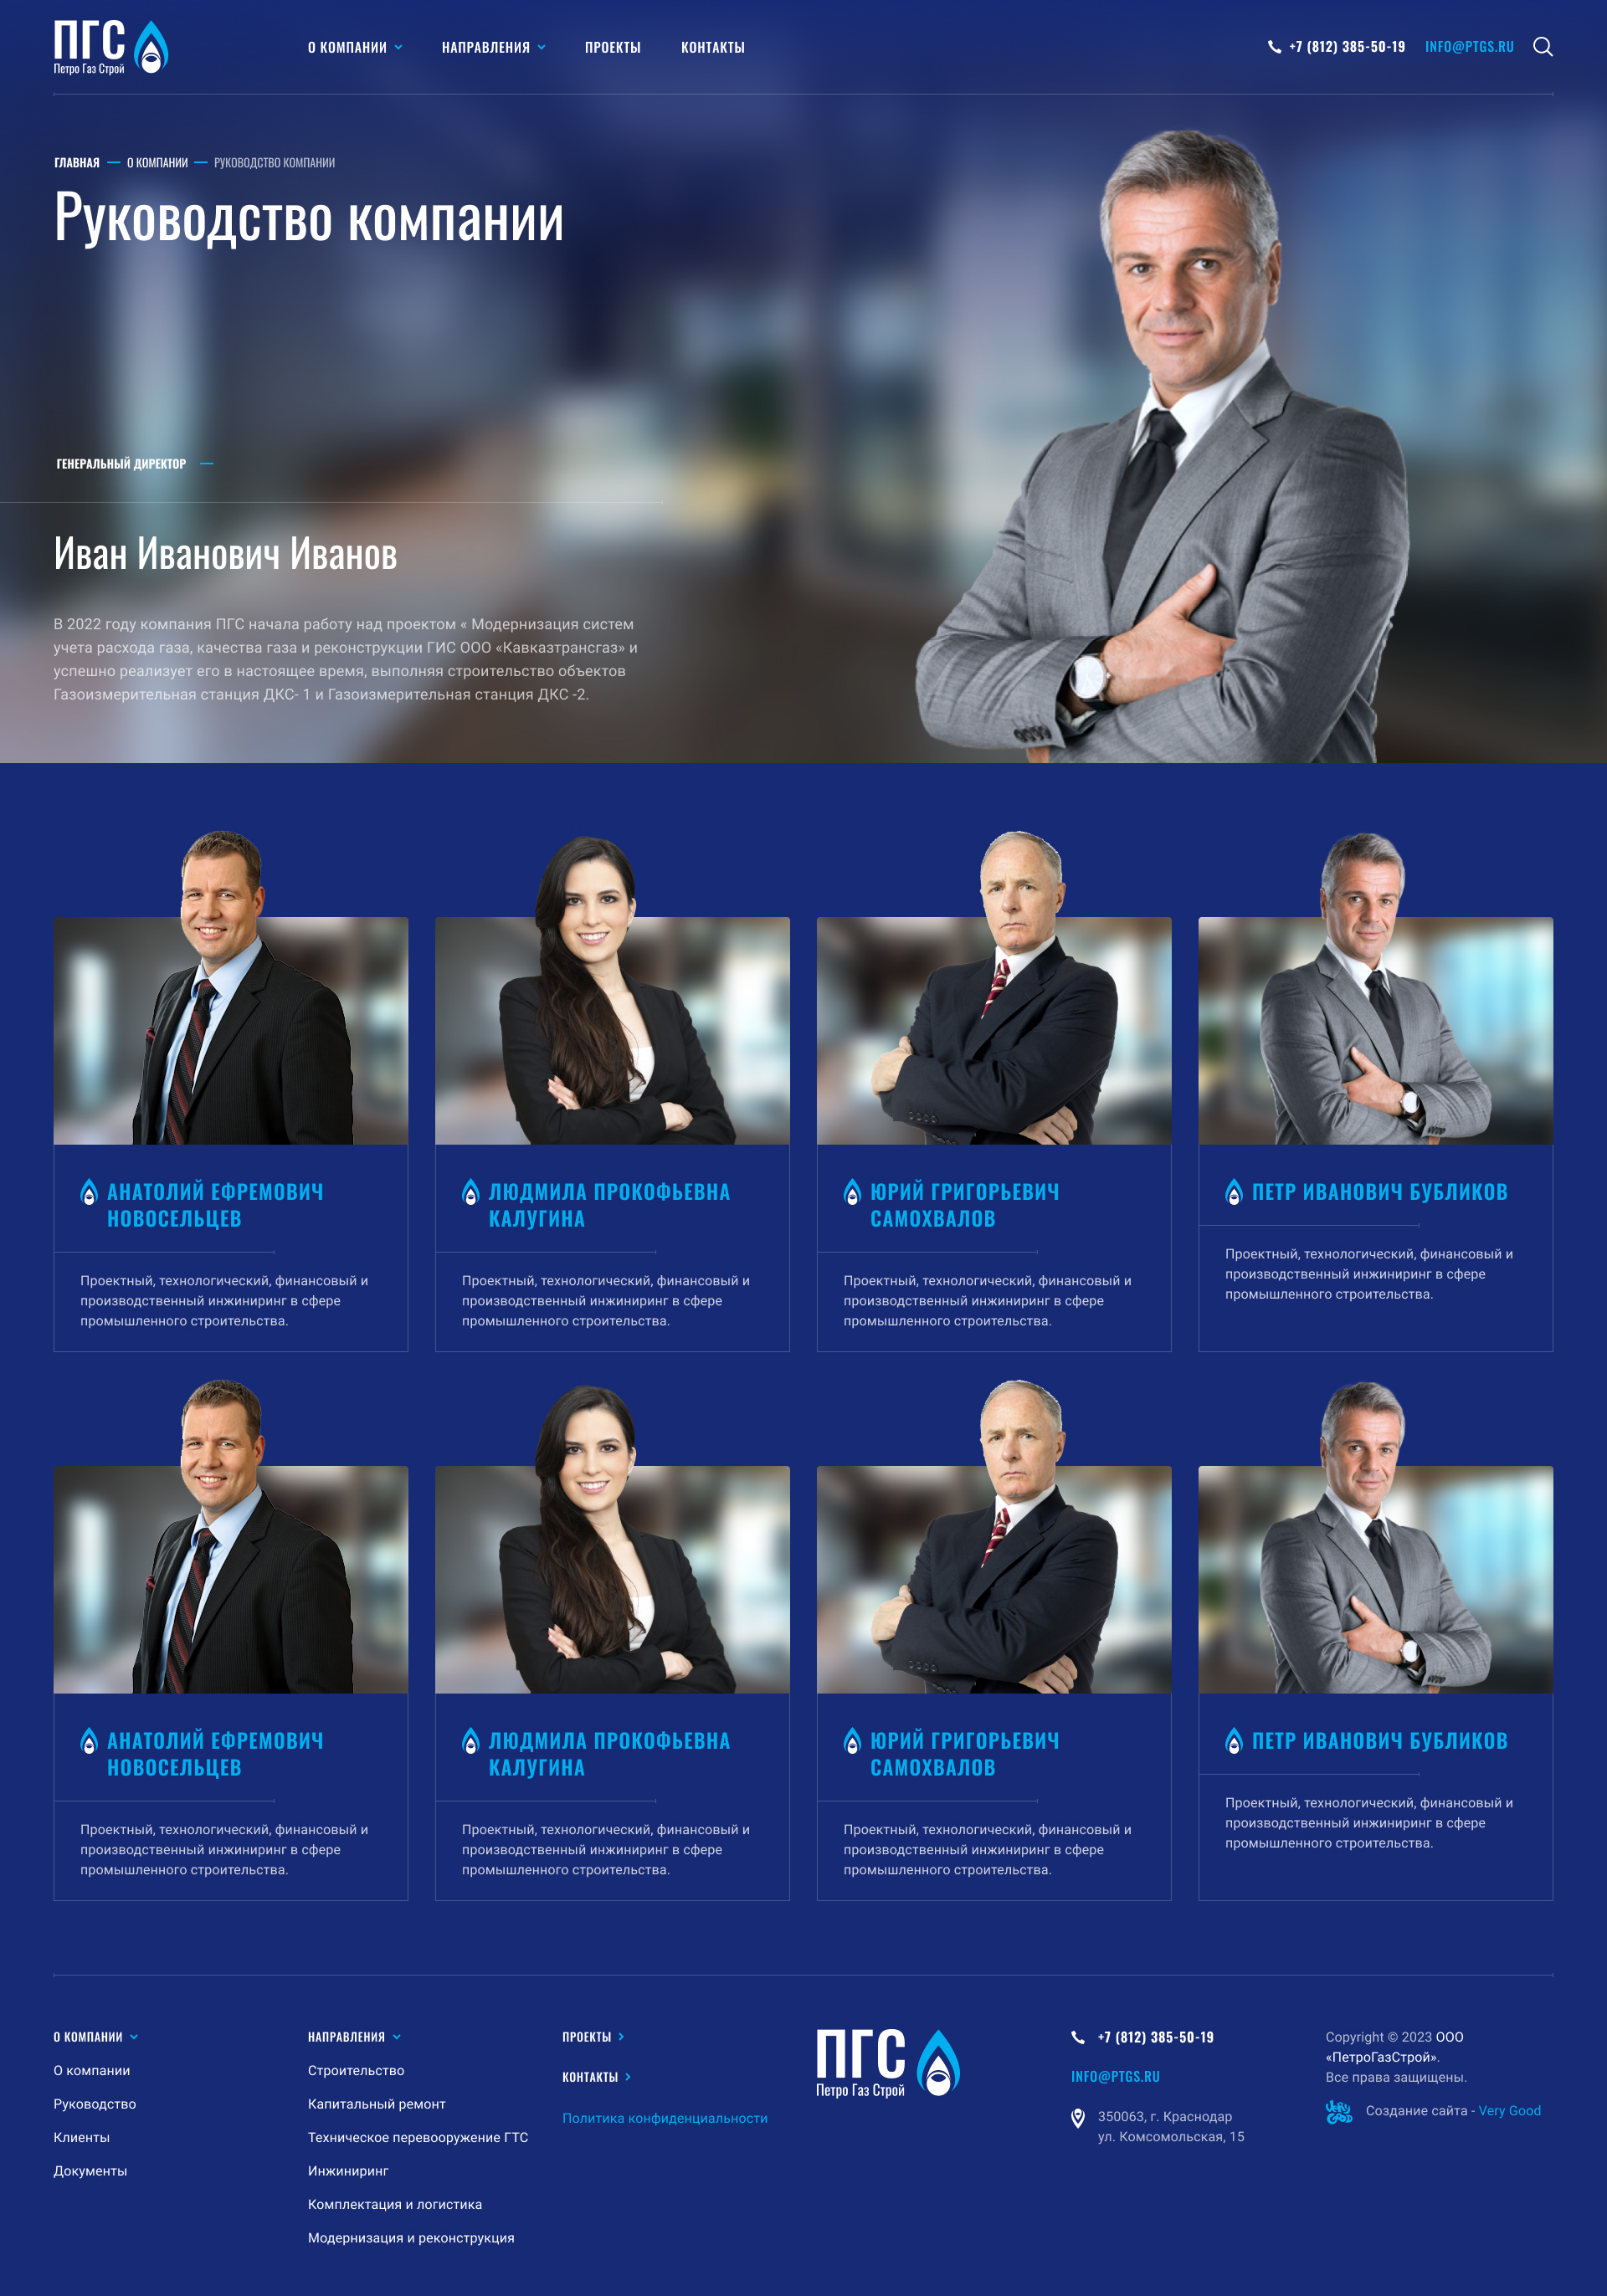 ПГС
Петро Газ Строй
О КОМПАНИИ
НАПРАВЛЕНИЯ
ПРОЕКТЫ
КОНТАКТЫ
+7 (812) 385-50-19
INFO@PTGS.RU
ГЛАВНАЯ — О КОМПАНИИ — РУКОВОДСТВО КОМПАНИИ
Руководство компании
ГЕНЕРАЛЬНЫЙ ДИРЕКТОР —
Иван Иванович Иванов
В 2022 году компания ПГС начала работу над проектом « Модернизация систем
учета расхода газа, качества газа и реконструкции ГИС ООО «Кавказтрансгаз» и
успешно реализует его в настоящее время, выполняя строительство объектов
Газоизмерительная станция ДКС- 1 и Газоизмерительная станция ДКС -2.
АНАТОЛИЙ ЕФРЕМОВИЧ
НОВОСЕЛЬЦЕВ
Проектный, технологический, финансовый и
производственный инжиниринг в сфере
промышленного строительства.
ЛЮДМИЛА ПРОКОФЬЕВНА
КАЛУГИНА
Проектный, технологический, финансовый и
производственный инжиниринг в сфере
промышленного строительства.
ЮРИЙ ГРИГОРЬЕВИЧ
САМОХВАЛОВ
Проектный, технологический, финансовый и
производственный инжиниринг в сфере
промышленного строительства.
ПЕТР ИВАНОВИЧ БУБЛИКОВ
Проектный, технологический, финансовый и
производственный инжиниринг в сфере
промышленного строительства.
АНАТОЛИЙ ЕФРЕМОВИЧ
НОВОСЕЛЬЦЕВ
Проектный, технологический, финансовый и
производственный инжиниринг в сфере
промышленного строительства.
ЛЮДМИЛА ПРОКОФЬЕВНА
КАЛУГИНА
Проектный, технологический, финансовый и
производственный инжиниринг в сфере
промышленного строительства.
ЮРИЙ ГРИГОРЬЕВИЧ
САМОХВАЛОВ
Проектный, технологический, финансовый и
производственный инжиниринг в сфере
промышленного строительства.
ПЕТР ИВАНОВИЧ БУБЛИКОВ
Проектный, технологический, финансовый и
производственный инжиниринг в сфере
промышленного строительства.
О КОМПАНИИ
О компании
Руководство
Клиенты
Документы
НАПРАВЛЕНИЯ
Строительство
Капитальный ремонт
Техническое перевооружение ГТС
Инжиниринг
Комплектация и логистика
Модернизация и реконструкция
ПРОЕКТЫ
КОНТАКТЫ
Политика конфиденциальности
ПГС
Петро Газ Строй
+7 (812) 385-50-19
INFO@PTGS.RU
350063, г. Краснодар
ул. Комсомольская, 15
Copyright © 2023 ООО
«ПетроГазСтрой».
Все права защищены.
Very Good
Создание сайта - Very Good